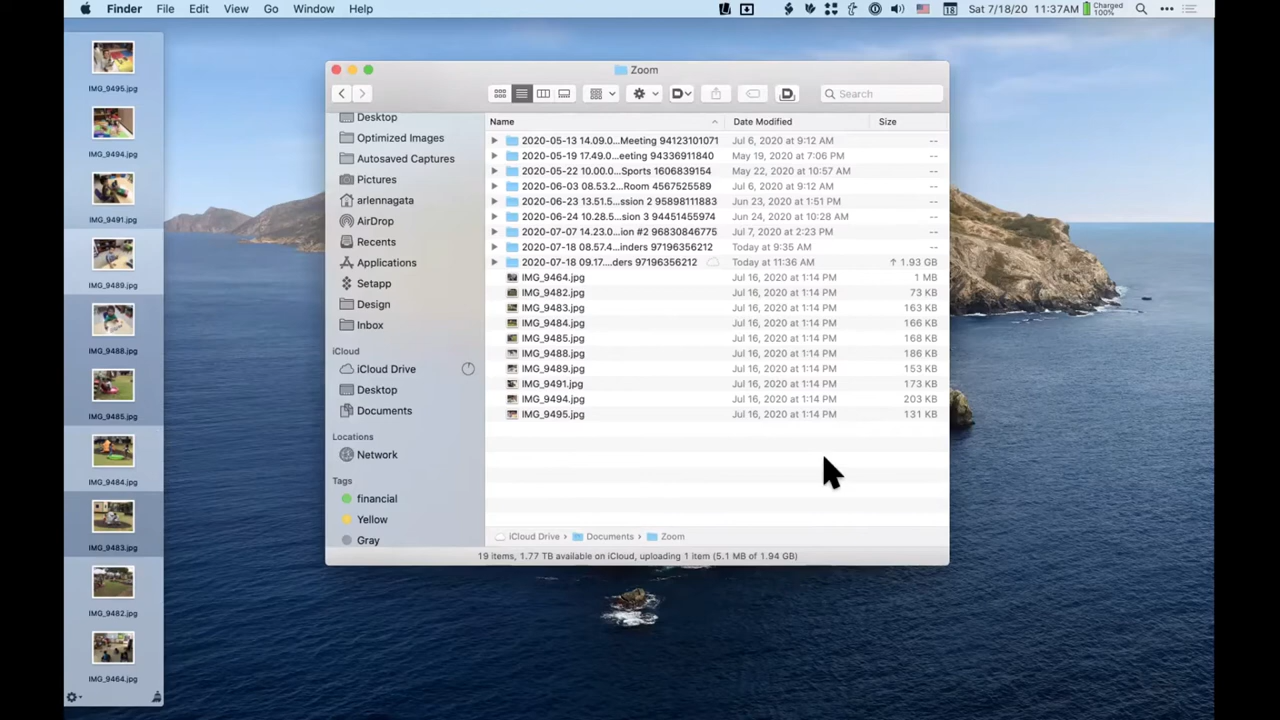 Finder File Edit View Go Window Help 18 Sat 7/18/20 11:37AM Charged 100%
IMG_9495.jpg
IMG_9494.jpg
IMG_9491.jpg
IMG_9489.jpg
IMG_9488.jpg
IMG_9485.jpg
IMG_9484.jpg
IMG_9483.jpg
IMG_9482.jpg
IMG_9464.jpg
Zoom
Search
Desktop
Optimized Images
Autosaved Captures
Pictures
arlennagata
AirDrop
Recents
Applications
Setapp
Design
Inbox
iCloud
iCloud Drive
Desktop
Documents
Locations
Network
Tags
financial
Yellow
Gray
Name Date Modified Size
2020-05-13 14.09.0...Meeting 94123101071 Jul 6, 2020 at 9:12 AM --
2020-05-19 17.49.0...eeting 94336911840 May 19, 2020 at 7:06 PM --
2020-05-22 10.00.0...Sports 1606839154 May 22, 2020 at 10:57 AM --
2020-06-03 08.53.2...Room 4567525589 Jul 6, 2020 at 9:12 AM --
2020-06-23 13.51.5...ssion 2 95898111883 Jun 23, 2020 at 1:51 PM --
2020-06-24 10.28.5...sion 3 94451455974 Jun 24, 2020 at 10:28 AM --
2020-07-07 14.23.0...ion #2 96830846775 Jul 7, 2020 at 2:23 PM --
2020-07-18 08.57.4...inders 97196356212 Today at 9:35 AM --
2020-07-18 09.17....ders 97196356212 Today at 11:36 AM ↑ 1.93 GB
IMG_9464.jpg Jul 16, 2020 at 1:14 PM 1 MB
IMG_9482.jpg Jul 16, 2020 at 1:14 PM 73 KB
IMG_9483.jpg Jul 16, 2020 at 1:14 PM 163 KB
IMG_9484.jpg Jul 16, 2020 at 1:14 PM 166 KB
IMG_9485.jpg Jul 16, 2020 at 1:14 PM 168 KB
IMG_9488.jpg Jul 16, 2020 at 1:14 PM 186 KB
IMG_9489.jpg Jul 16, 2020 at 1:14 PM 153 KB
IMG_9491.jpg Jul 16, 2020 at 1:14 PM 173 KB
IMG_9494.jpg Jul 16, 2020 at 1:14 PM 203 KB
IMG_9495.jpg Jul 16, 2020 at 1:14 PM 131 KB
iCloud Drive › Documents › Zoom
19 items, 1.77 TB available on iCloud, uploading 1 item (5.1 MB of 1.94 GB)